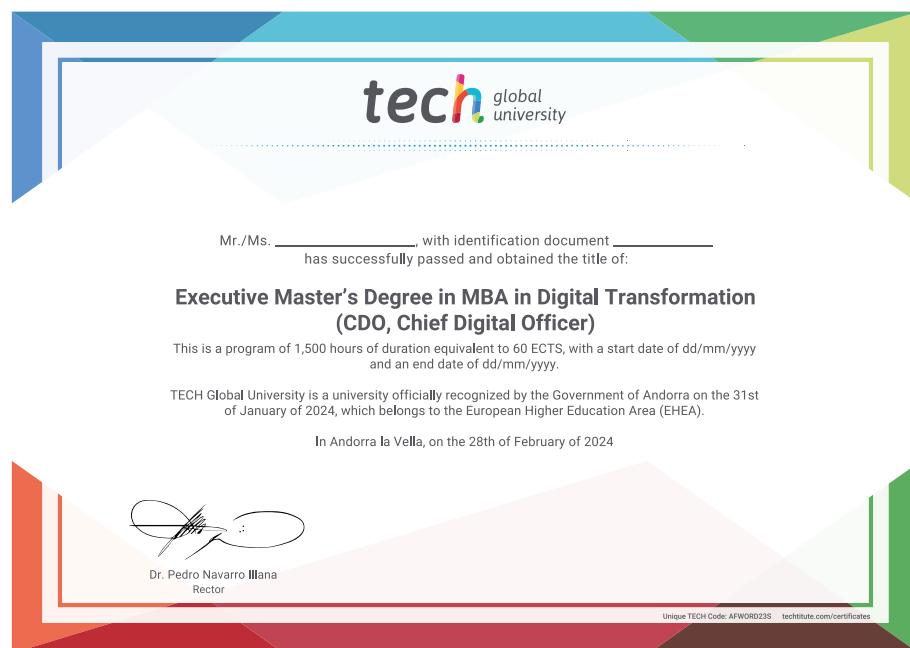 tech global university
Mr./Ms. ____________, with identification document ____________
has successfully passed and obtained the title of:
Executive Master's Degree in MBA in Digital Transformation
(CDO, Chief Digital Officer)
This is a program of 1,500 hours of duration equivalent to 60 ECTS, with a start date of dd/mm/yyyy
and an end date of dd/mm/yyyy.
TECH Global University is a university officially recognized by the Government of Andorra on the 31st
of January of 2024, which belongs to the European Higher Education Area (EHEA).
In Andorra la Vella, on the 28th of February of 2024
Dr. Pedro Navarro Illana
Rector
Unique TECH Code: AFWORD23S techtitute.com/certificates